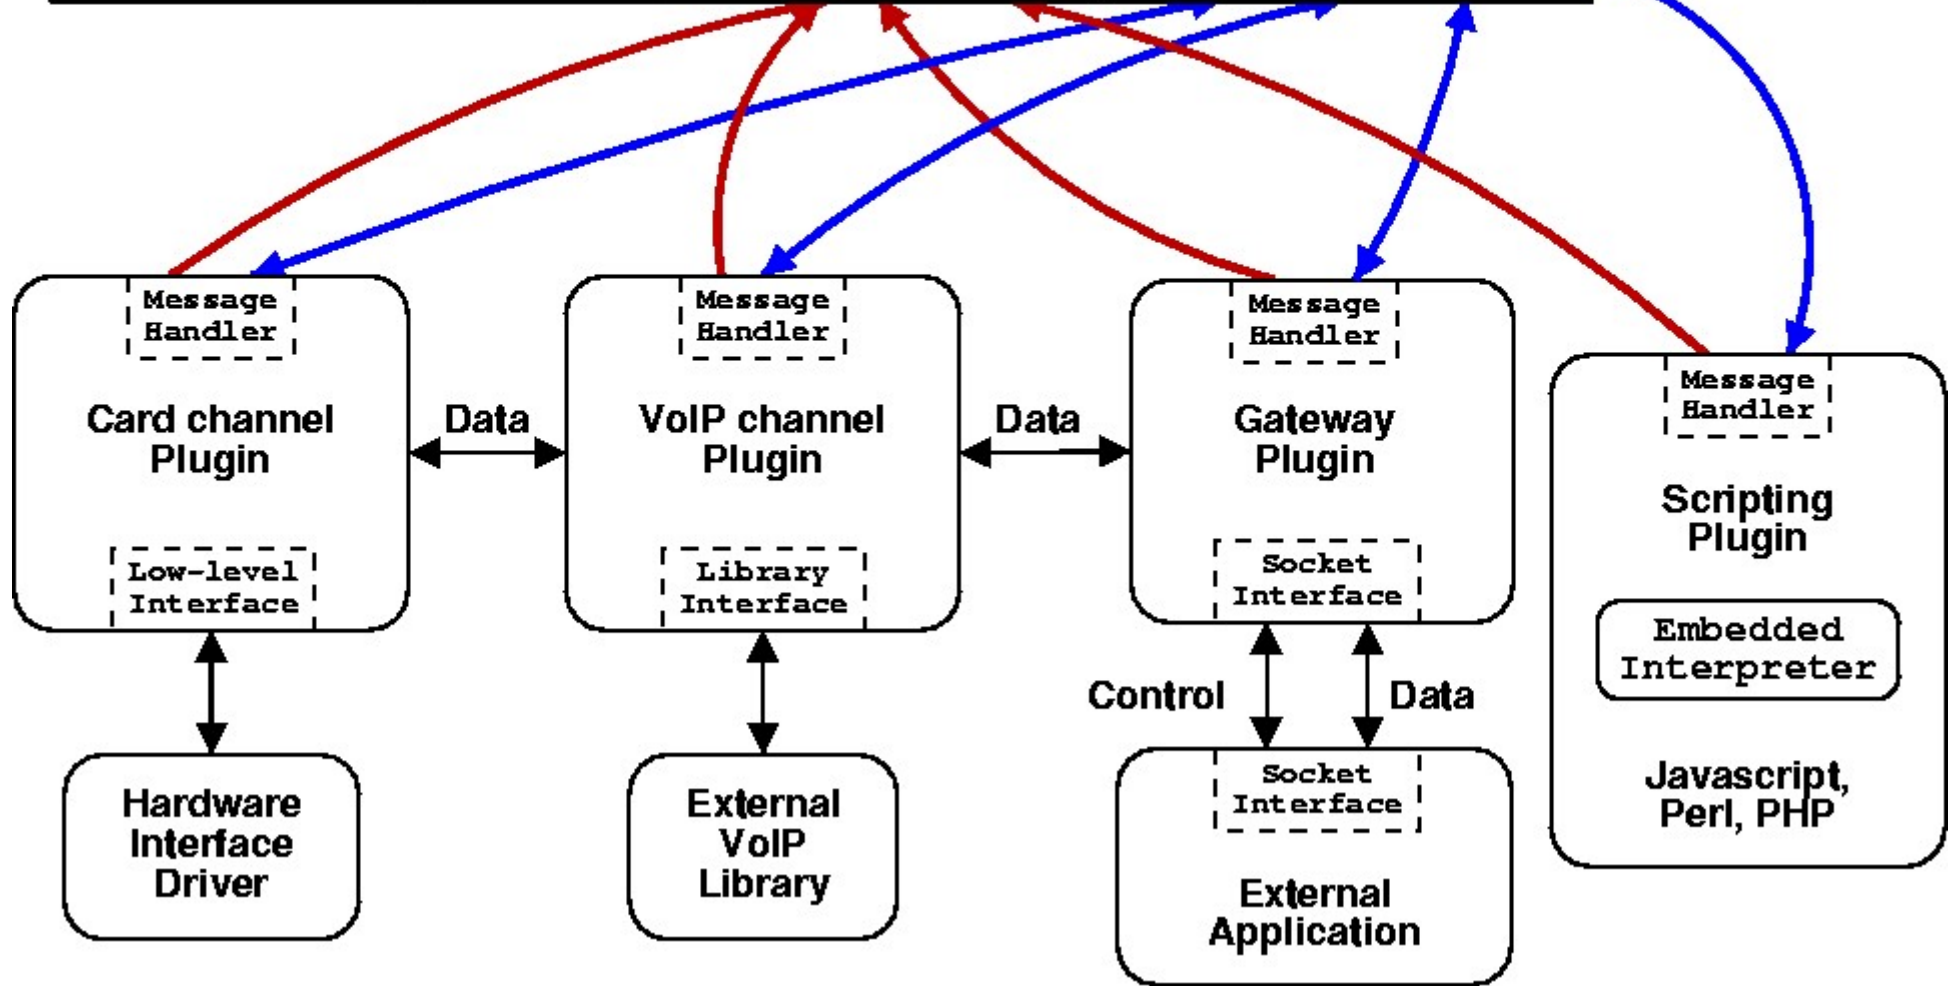 Message
Handler
Card channel
Plugin
Low-level
Interface
Data
Message
Handler
VoIP channel
Plugin
Library
Interface
Data
Message
Handler
Gateway
Plugin
Socket
Interface
Message
Handler
Scripting
Plugin
Embedded
Interpreter
Javascript,
Perl, PHP
Control
Data
Hardware
Interface
Driver
External
VoIP
Library
Socket
Interface
External
Application